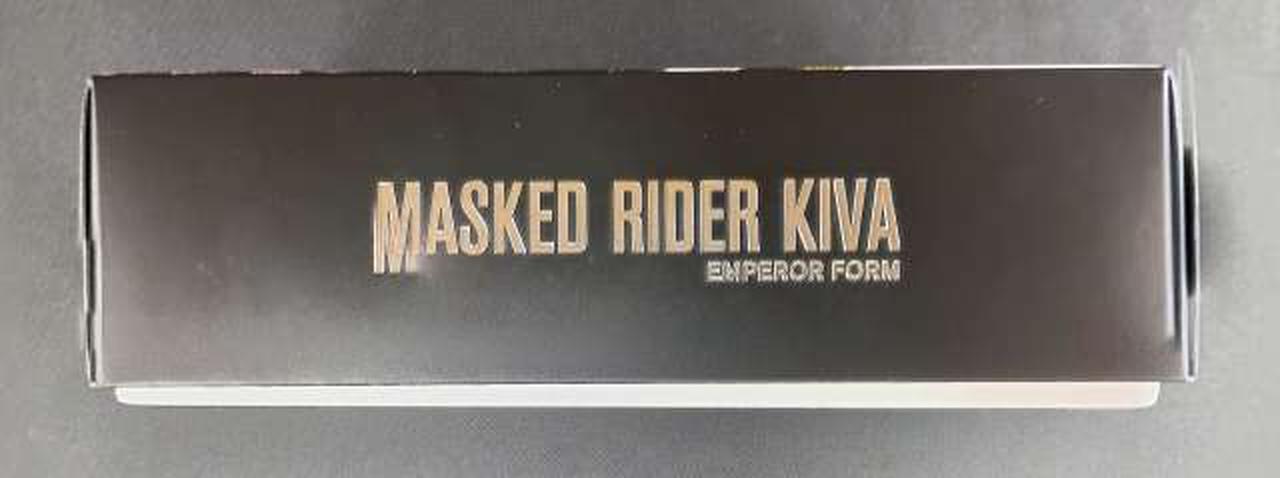 MASKED RIDER KIVA
EMPEROR FORM